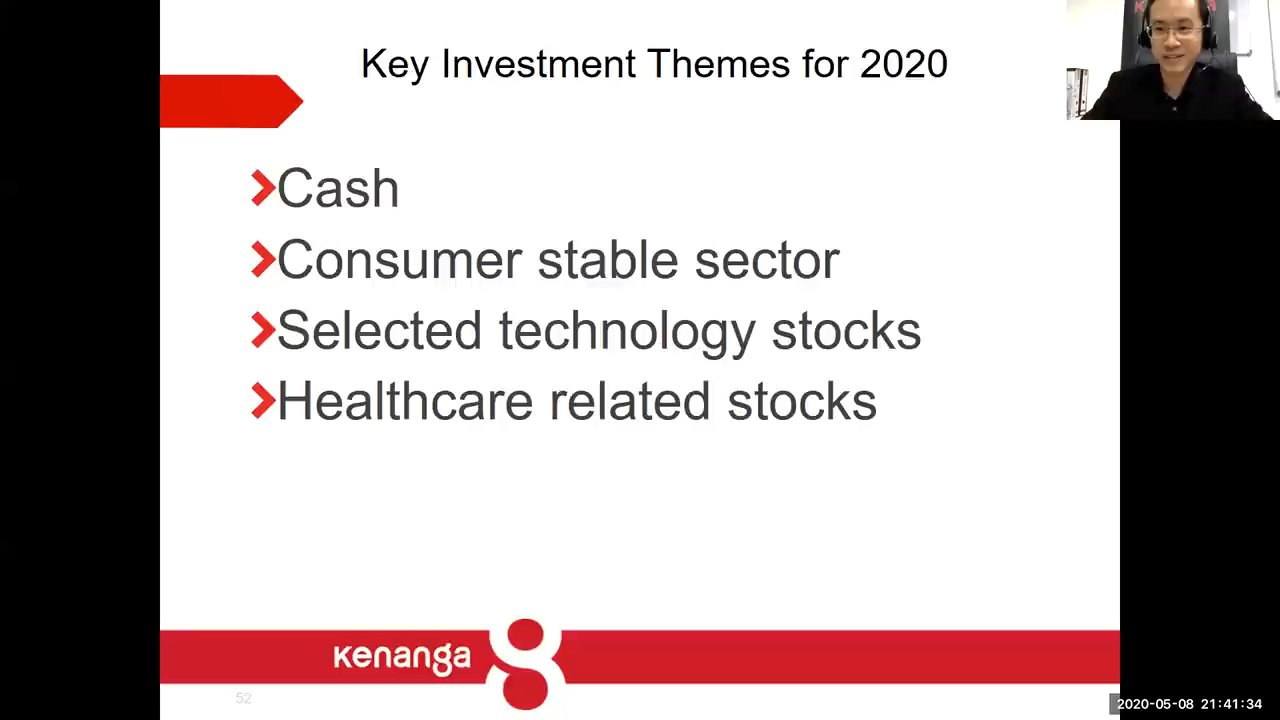 Key Investment Themes for 2020
Cash
Consumer stable sector
Selected technology stocks
Healthcare related stocks
Kenanga
52
2020-05-08 21:41:34